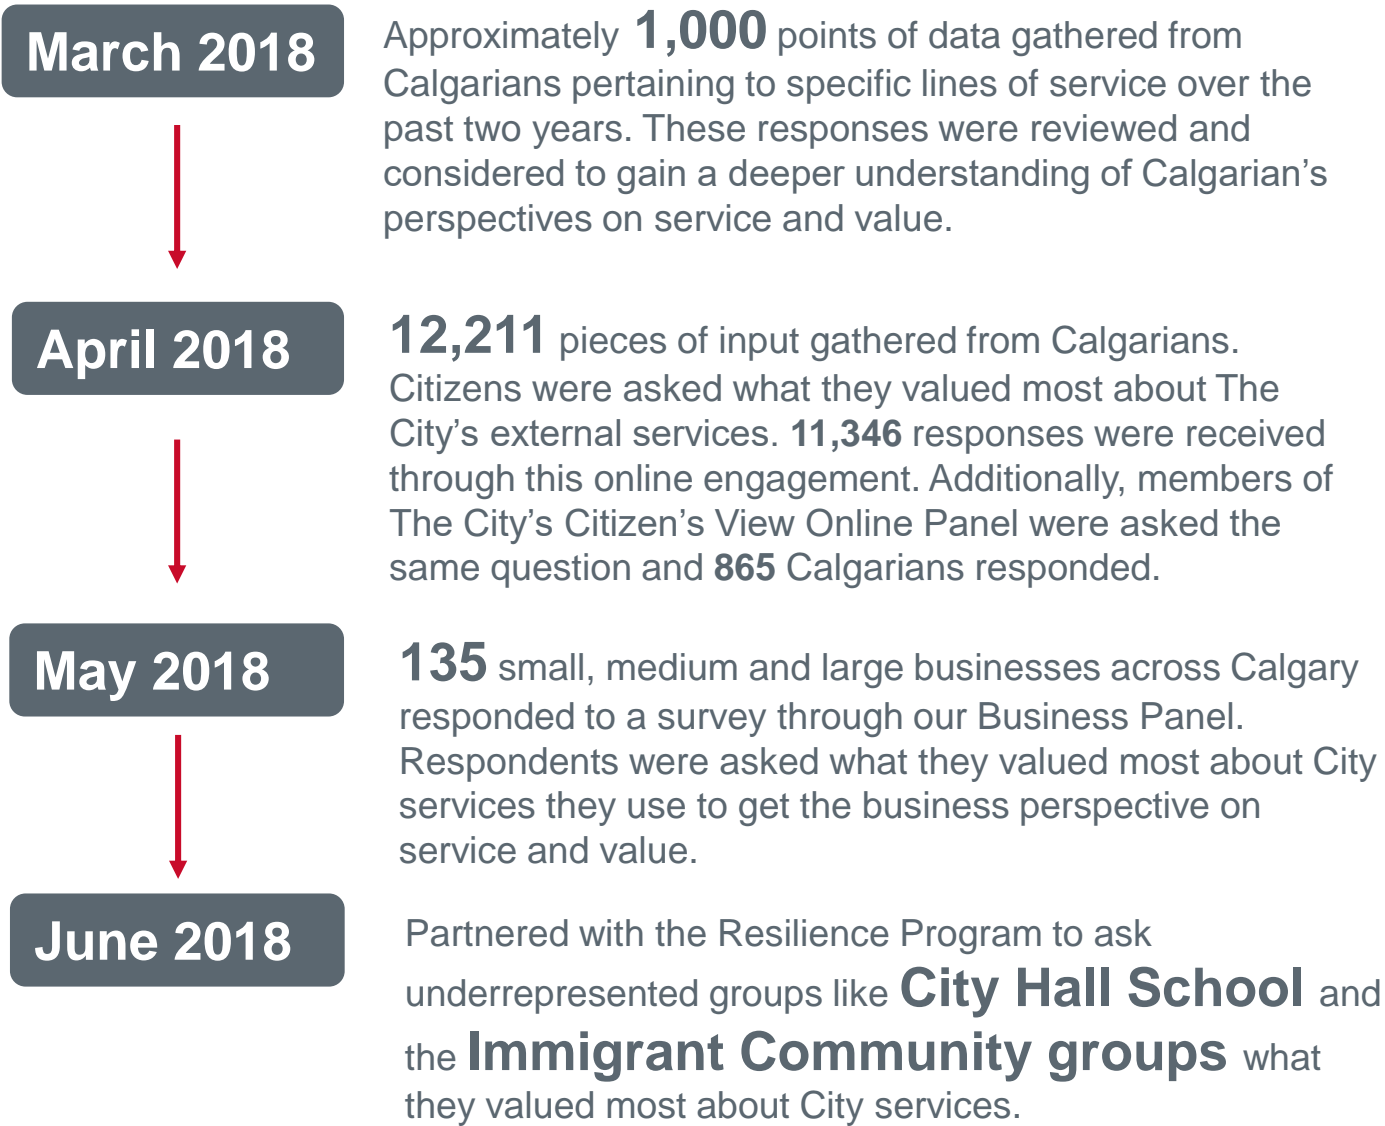 March 2018
Approximately 1,000 points of data gathered from
Calgarians pertaining to specific lines of service over the
past two years. These responses were reviewed and
considered to gain a deeper understanding of Calgarian’s
perspectives on service and value.
April 2018
12,211 pieces of input gathered from Calgarians.
Citizens were asked what they valued most about The
City’s external services. 11,346 responses were received
through this online engagement. Additionally, members of
The City’s Citizen’s View Online Panel were asked the
same question and 865 Calgarians responded.
May 2018
135 small, medium and large businesses across Calgary
responded to a survey through our Business Panel.
Respondents were asked what they valued most about City
services they use to get the business perspective on
service and value.
June 2018
Partnered with the Resilience Program to ask
underrepresented groups like City Hall School and
the Immigrant Community groups what
they valued most about City services.